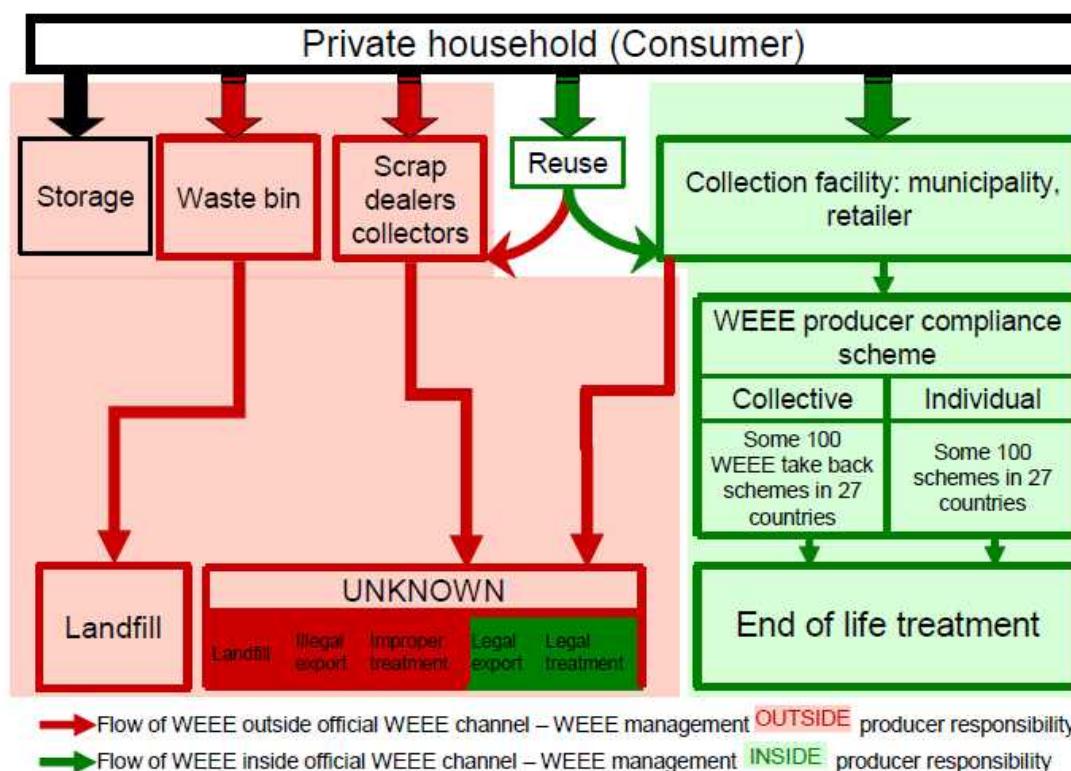 Private household (Consumer)
Storage
Waste bin
Scrap
dealers
collectors
Reuse
Collection facility: municipality,
retailer
WEEE producer compliance
scheme
Collective
Individual
Some 100
WEEE take back
schemes in 27
countries
Some 100
schemes in 27
countries
Landfill
UNKNOWN
Landfill
Illegal
export
Improper
treatment
Legal
export
Legal
treatment
End of life treatment
Flow of WEEE outside official WEEE channel – WEEE management OUTSIDE producer responsibility
Flow of WEEE inside official WEEE channel – WEEE management INSIDE producer responsibility